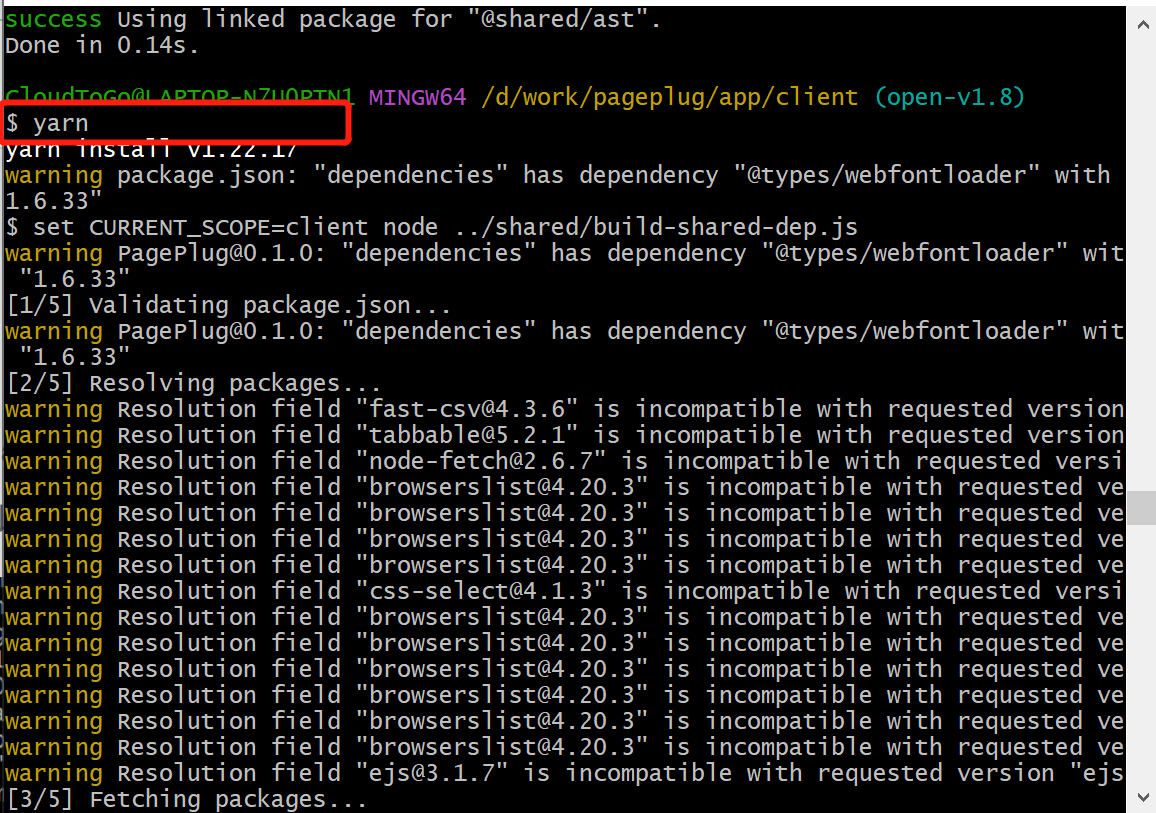 success Using linked package for "@shared/ast".
Done in 0.14s.
CloudToGo@LAPTOP-N7UOPTN1 MINGW64 /d/work/pageplug/app/client (open-v1.8)
$ yarn
yarn install v1.22.17
warning package.json: "dependencies" has dependency "@types/webfontloader" with
1.6.33"
$ set CURRENT_SCOPE=client node ../shared/build-shared-dep.js
warning PagePlug@0.1.0: "dependencies" has dependency "@types/webfontloader" wit
"1.6.33"
[1/5] Validating package.json...
warning PagePlug@0.1.0: "dependencies" has dependency "@types/webfontloader" wit
"1.6.33"
[2/5] Resolving packages...
warning Resolution field "fast-csv@4.3.6" is incompatible with requested version
warning Resolution field "tabbable@5.2.1" is incompatible with requested version
warning Resolution field "node-fetch@2.6.7" is incompatible with requested versi
warning Resolution field "browserslist@4.20.3" is incompatible with requested ve
warning Resolution field "browserslist@4.20.3" is incompatible with requested ve
warning Resolution field "browserslist@4.20.3" is incompatible with requested ve
warning Resolution field "browserslist@4.20.3" is incompatible with requested ve
warning Resolution field "css-select@4.1.3" is incompatible with requested versi
warning Resolution field "browserslist@4.20.3" is incompatible with requested ve
warning Resolution field "browserslist@4.20.3" is incompatible with requested ve
warning Resolution field "browserslist@4.20.3" is incompatible with requested ve
warning Resolution field "browserslist@4.20.3" is incompatible with requested ve
warning Resolution field "browserslist@4.20.3" is incompatible with requested ve
warning Resolution field "browserslist@4.20.3" is incompatible with requested ve
warning Resolution field "ejs@3.1.7" is incompatible with requested version "ejs
[3/5] Fetching packages...